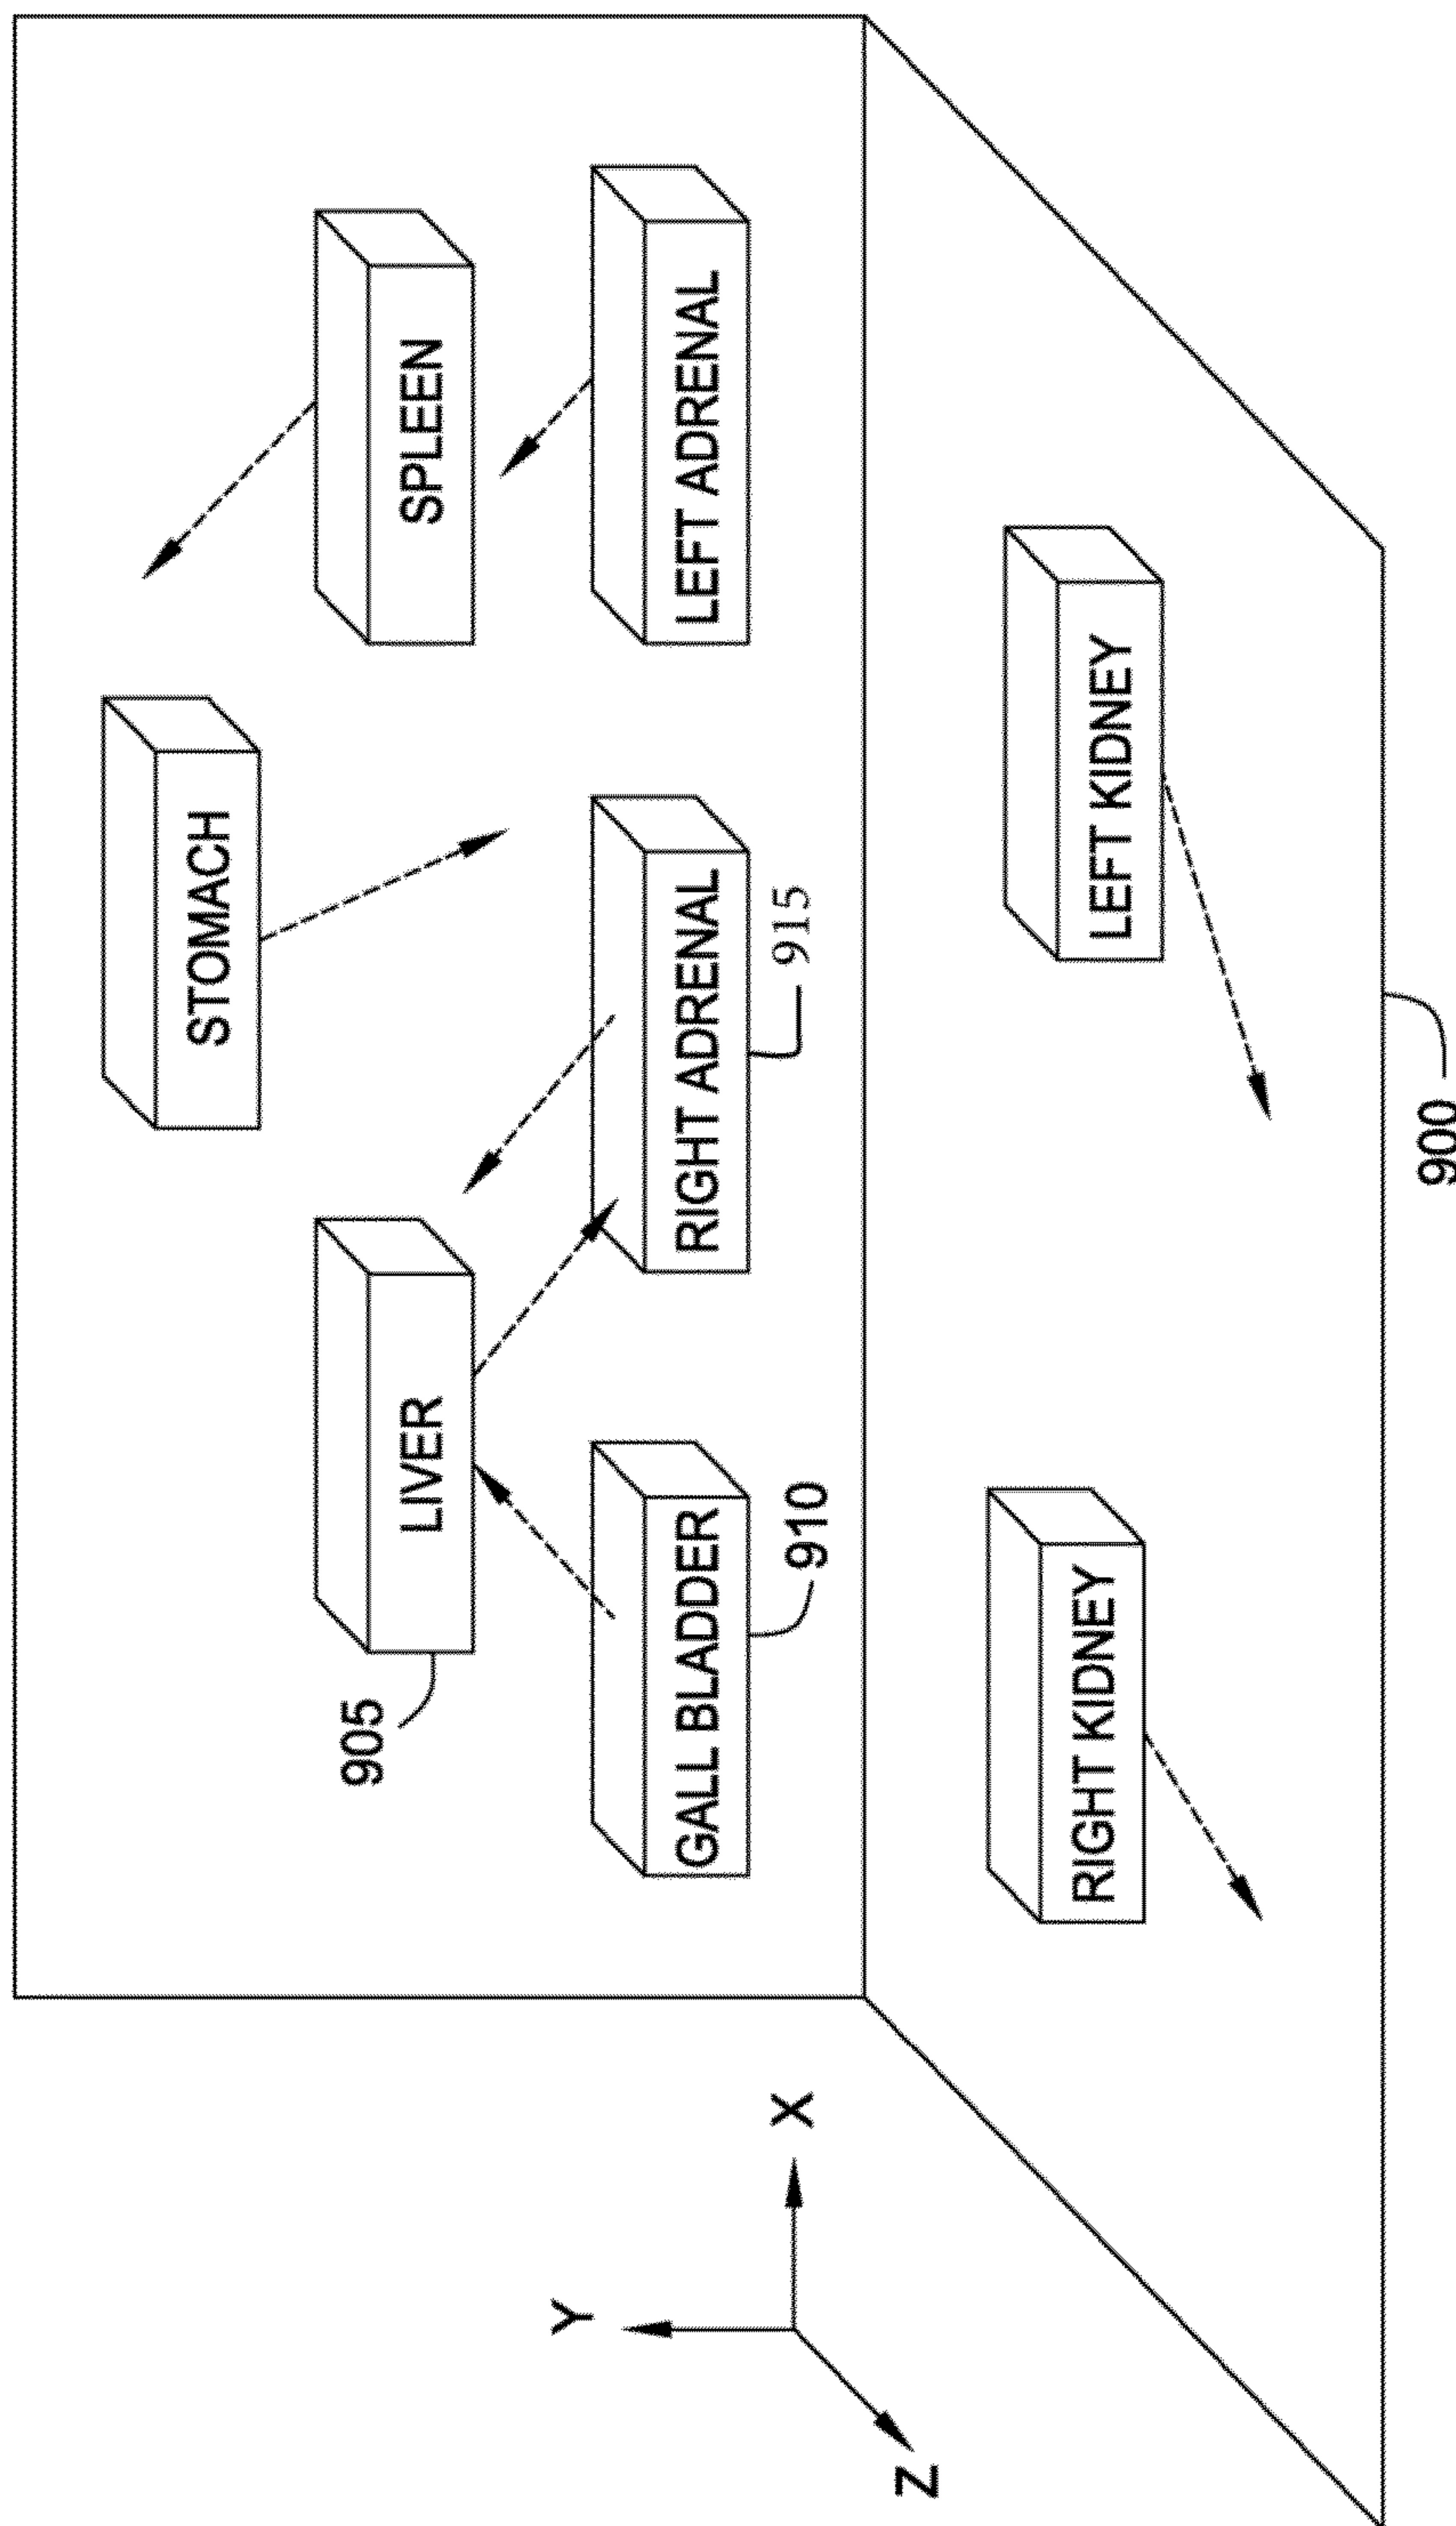 STOMACH
905
LIVER
SPLEEN
GALL BLADDER
RIGHT ADRENAL
LEFT ADRENAL
910
915
Y
X
Z
RIGHT KIDNEY
LEFT KIDNEY
900